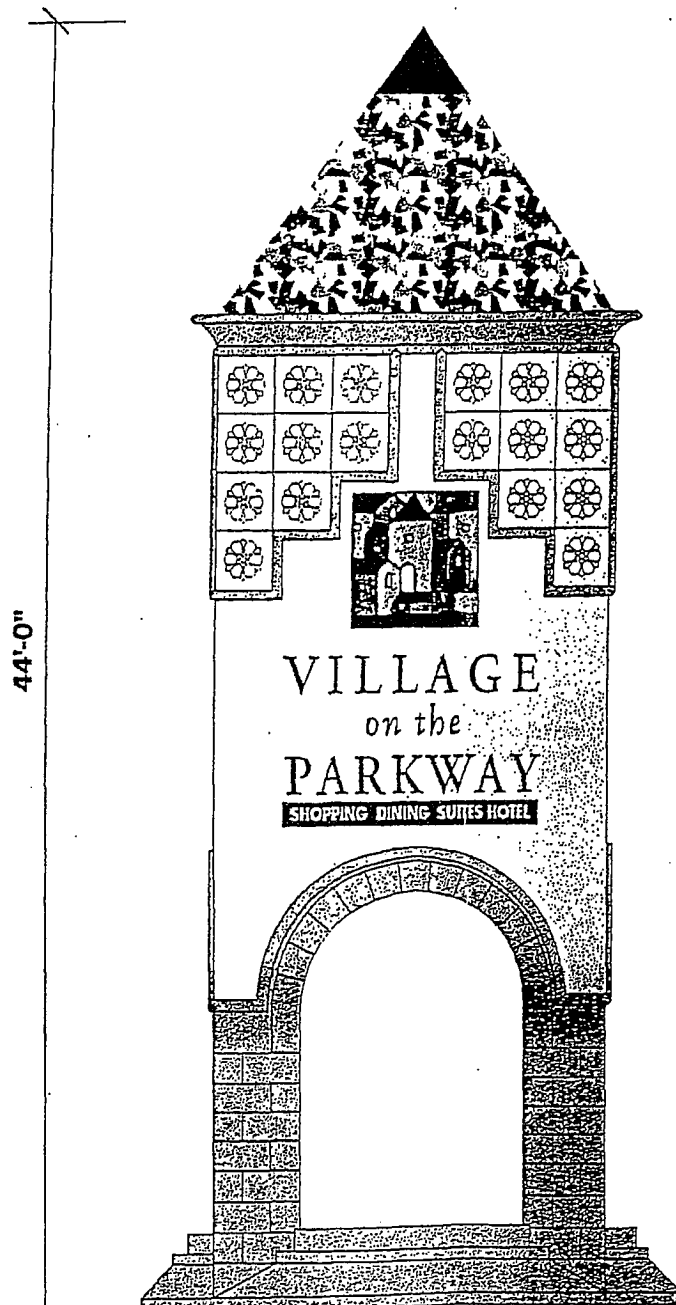 44'-0"
VILLAGE
on the
PARKWAY
SHOPPING DINING SUITES HOTEL